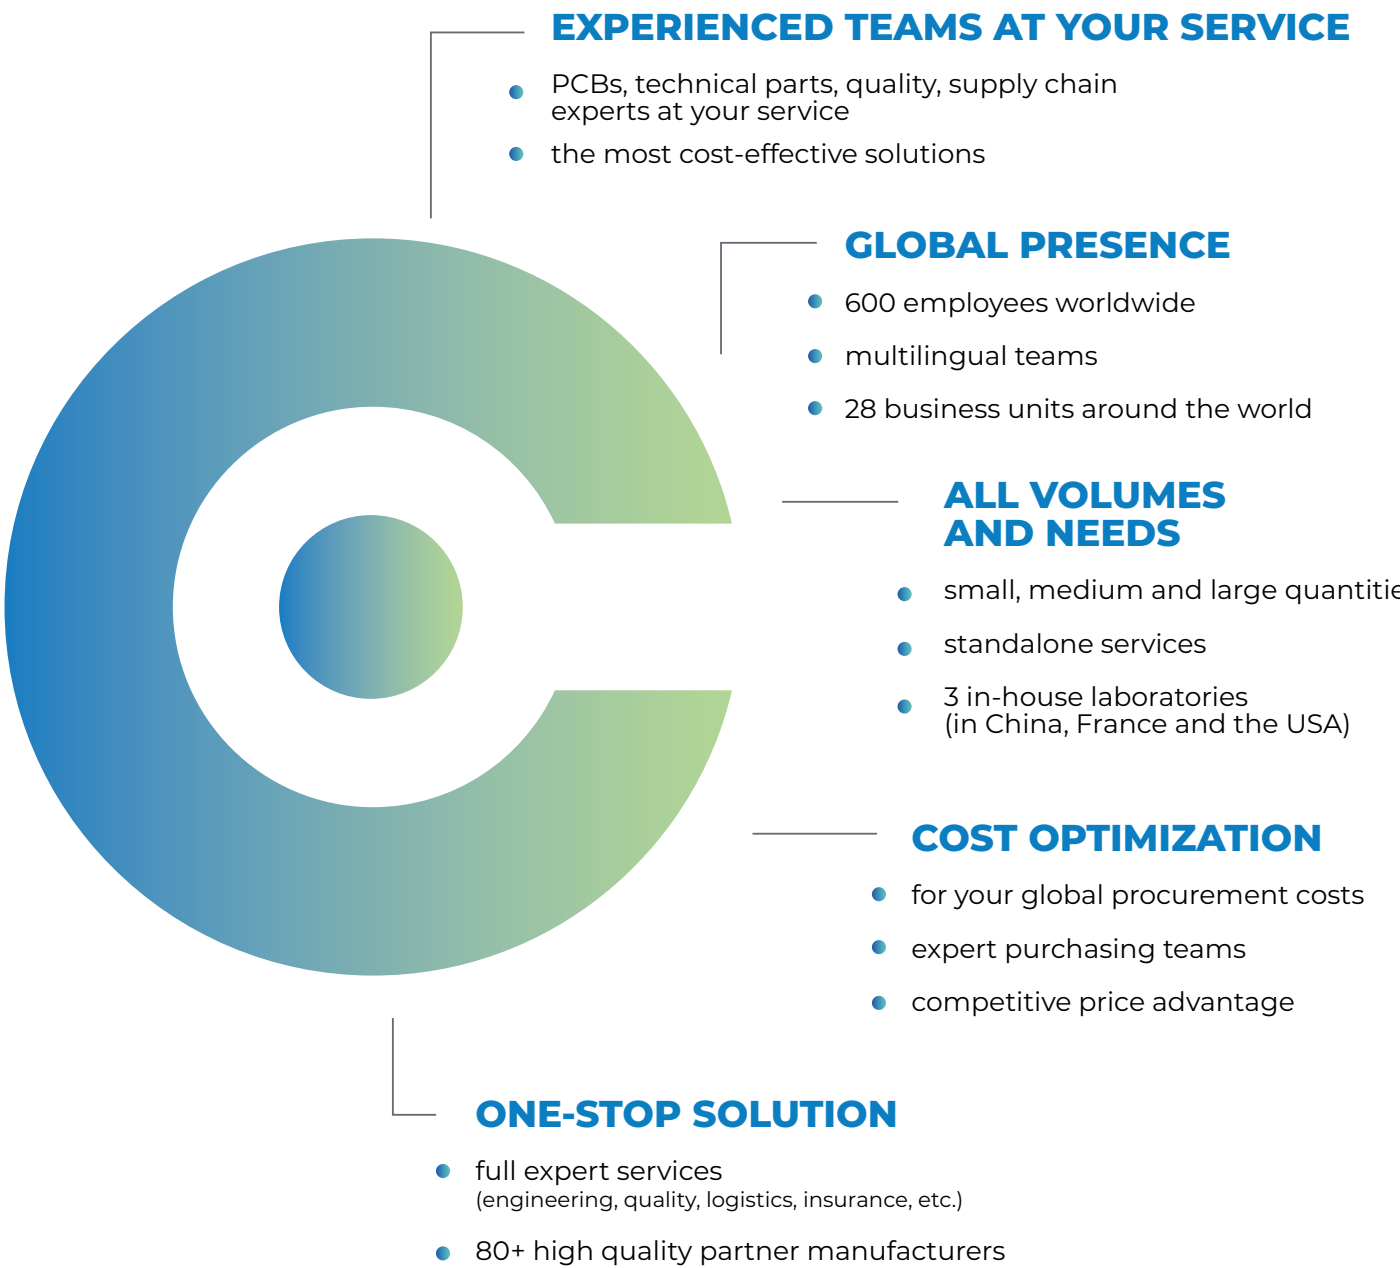 EXPERIENCED TEAMS AT YOUR SERVICE
PCBs, technical parts, quality, supply chain
experts at your service
the most cost-effective solutions
GLOBAL PRESENCE
600 employees worldwide
multilingual teams
28 business units around the world
ALL VOLUMES
AND NEEDS
small, medium and large quantitie
standalone services
3 in-house laboratories
(in China, France and the USA)
COST OPTIMIZATION
for your global procurement costs
expert purchasing teams
competitive price advantage
ONE-STOP SOLUTION
full expert services
(engineering, quality, logistics, insurance, etc.)
80+ high quality partner manufacturers